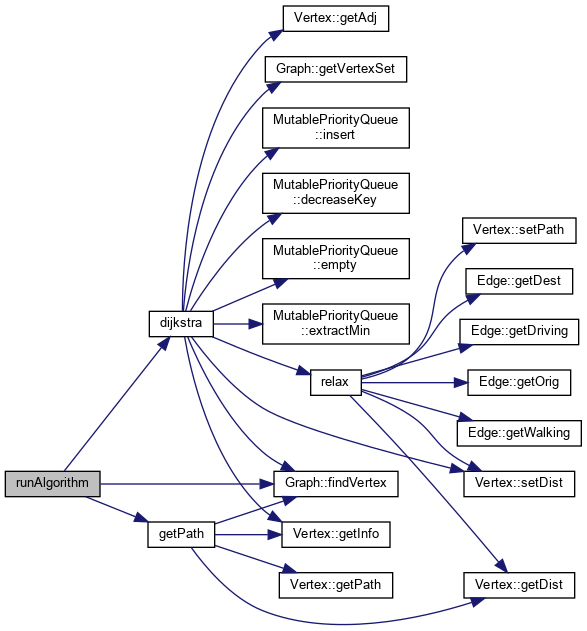 Vertex::getAdj
Graph::getVertexSet
MutablePriorityQueue
::insert
MutablePriorityQueue
::decreaseKey
MutablePriorityQueue
::empty
MutablePriorityQueue
::extractMin
dijkstra
relax
Vertex::setPath
Edge::getDest
Edge::getDriving
Edge::getOrig
Edge::getWalking
Vertex::setDist
runAlgorithm
Graph::findVertex
getPath
Vertex::getInfo
Vertex::getPath
Vertex::getDist